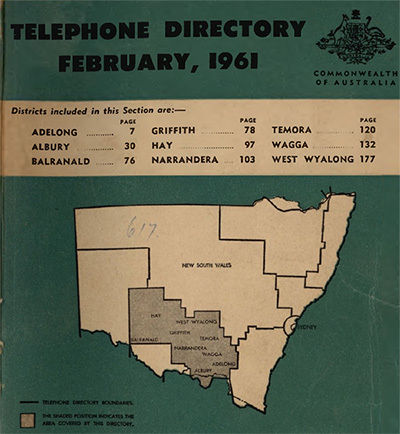 TELEPHONE DIRECTORY
FEBRUARY, 1961
COMMONWEALTH
OF AUSTRALIA
Districts included in this Section are:—
PAGE PAGE PAGE
ADELONG ............ 7 GRIFFITH ............ 78 TEMORA ............ 120
ALBURY ............ 30 HAY ............ 97 WAGGA ............ 132
BALRANALD ...... 76 NARRANDERA ...... 103 WEST WYALONG 177
617
NEW SOUTH WALES
HAY
WEST WYALONG
GRIFFITH
SYDNEY
BALRANALD
TEMORA
NARRANDERA
WAGGA
ADELONG
ALBURY
TELEPHONE DIRECTORY BOUNDARIES.
THE SHADED POSITION INDICATES THE
AREA COVERED BY THIS DIRECTORY.